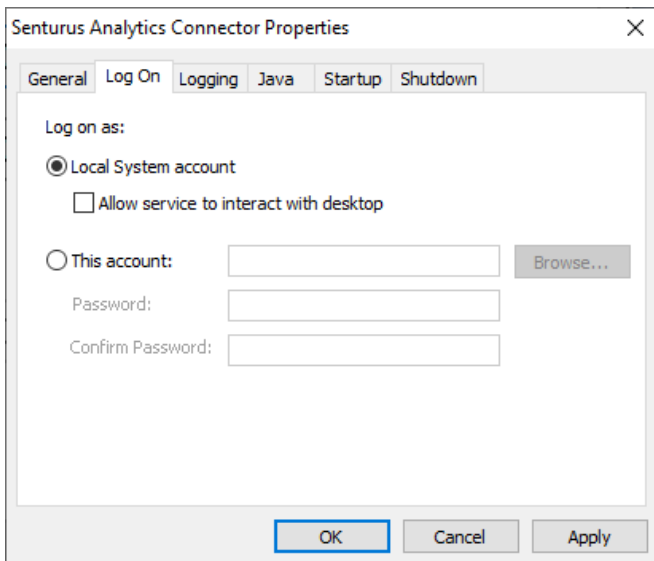 Senturus Analytics Connector Properties
General Log On Logging Java Startup Shutdown
Log on as:
Local System account
Allow service to interact with desktop
This account:
Browse...
Password:
Confirm Password:
OK Cancel Apply